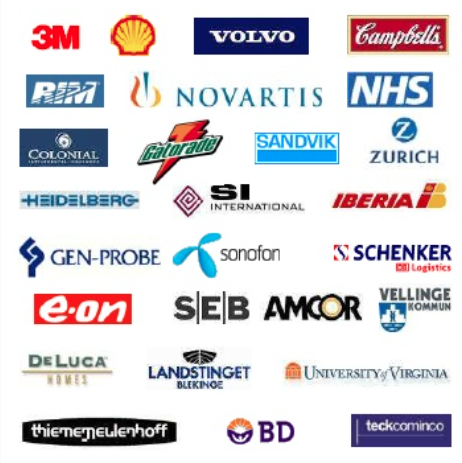 3M
VOLVO
Campbell's
RIM
NOVARTIS
NHS
COLONIAL
Gatorade
SANDVIK
ZURICH
HEIDELBERG
SI
INTERNATIONAL
IBERIA
GEN-PROBE
sonofon
SCHENKER
DB Logistics
e·on
S|E|B
AMCOR
VELLINGE
KOMMUN
DELUCA
HOMES
LANDSTINGET
BLEKINGE
UNIVERSITY of VIRGINIA
thiememeulenhoff
BD
teckcominco